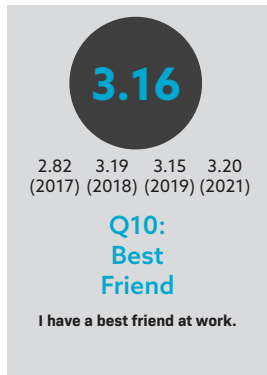 3.16
2.82 3.19 3.15 3.20
(2017) (2018) (2019) (2021)
Q10:
Best
Friend
I have a best friend at work.